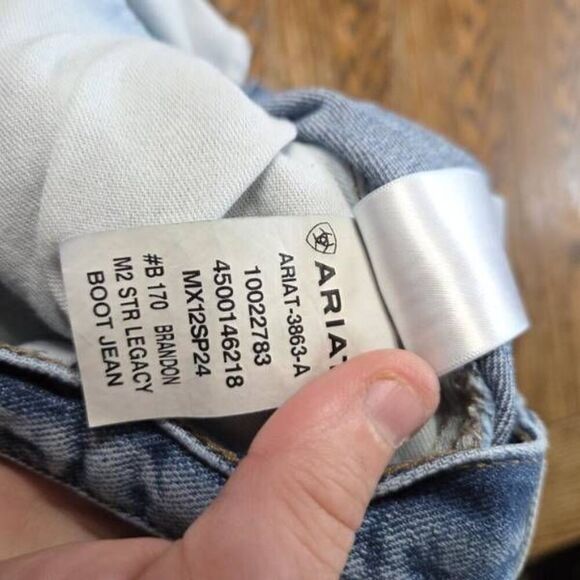 ARIAT
ARIAT-3863-A
10022783
4500146218
MX12SP24
#B 170 BRANDON
M2 STR LEGACY
BOOT JEAN